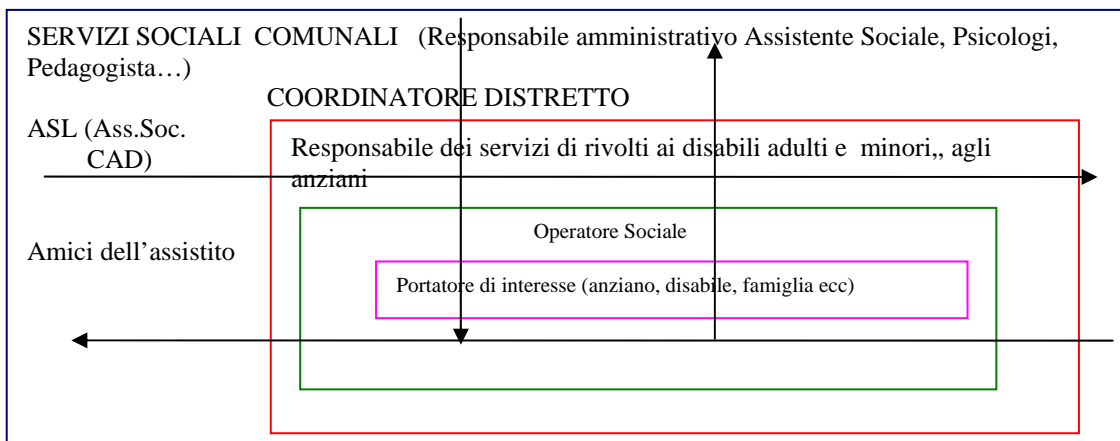 SERVIZI SOCIALI COMUNALI (Responsabile amministrativo Assistente Sociale, Psicologi,
Pedagogista…)
COORDINATORE DISTRETTO
ASL (Ass.Soc.
CAD)
Responsabile dei servizi di rivolti ai disabili adulti e minori,, agli
anziani
Operatore Sociale
Amici dell’assistito
Portatore di interesse (anziano, disabile, famiglia ecc)